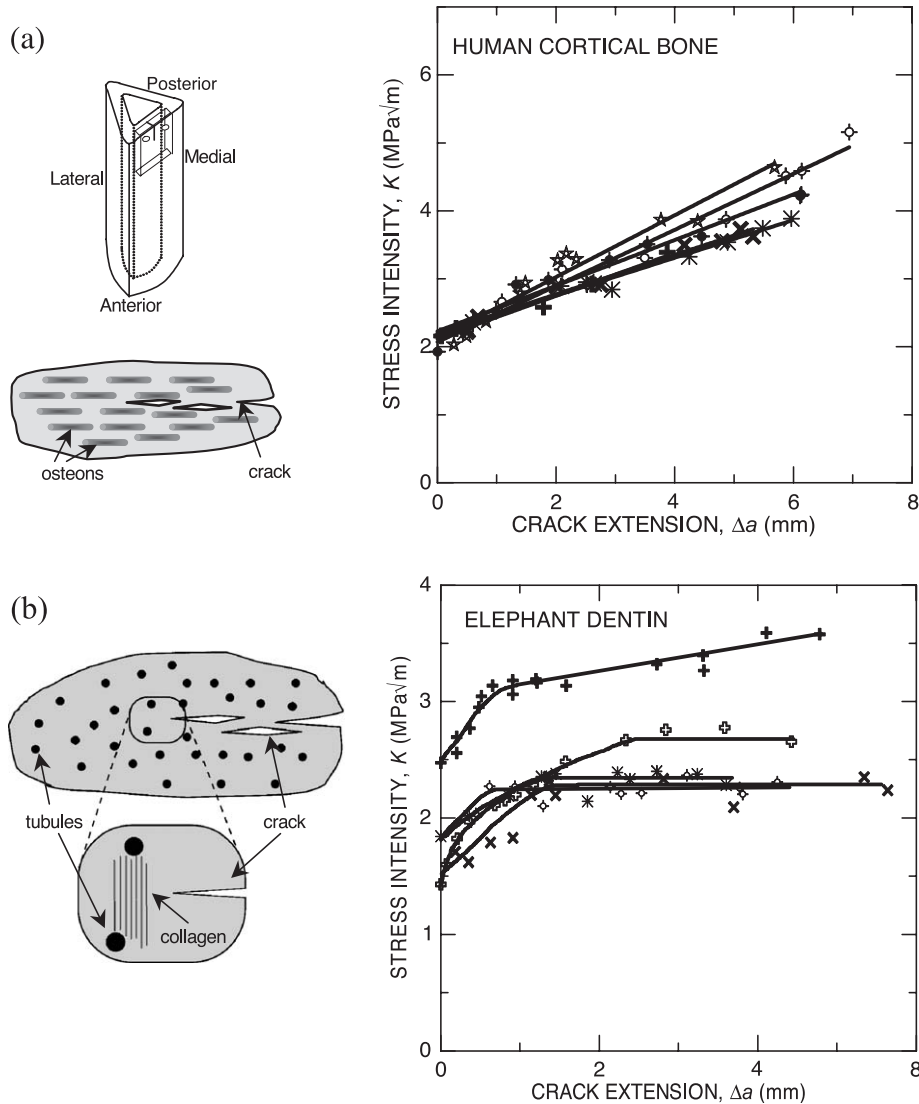 (a)
Posterior
Medial
Lateral
Anterior
osteons
crack
HUMAN CORTICAL BONE
STRESS INTENSITY, K (MPa√m)
6
4
2
0
0 2 4 6 8
CRACK EXTENSION, Δa (mm)
(b)
tubules
crack
collagen
ELEPHANT DENTIN
STRESS INTENSITY, K (MPa√m)
4
3
2
1
0
0 2 4 6 8
CRACK EXTENSION, Δa (mm)